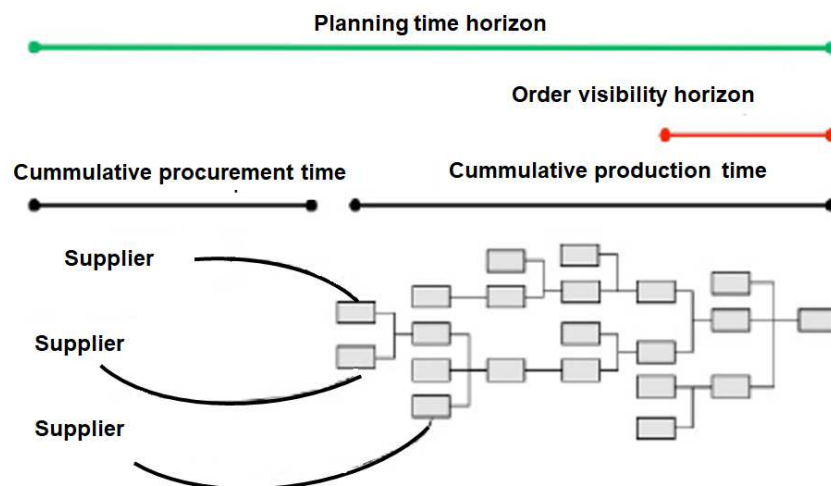 Planning time horizon
Order visibility horizon
Cummulative procurement time
Cummulative production time
Supplier
Supplier
Supplier